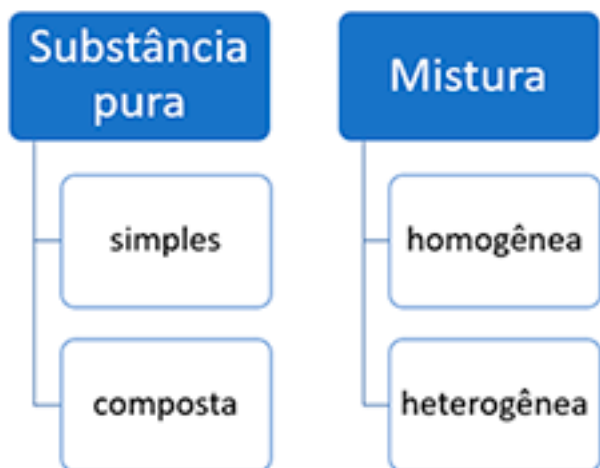 Substância
pura
simples
composta
Mistura
homogênea
heterogênea